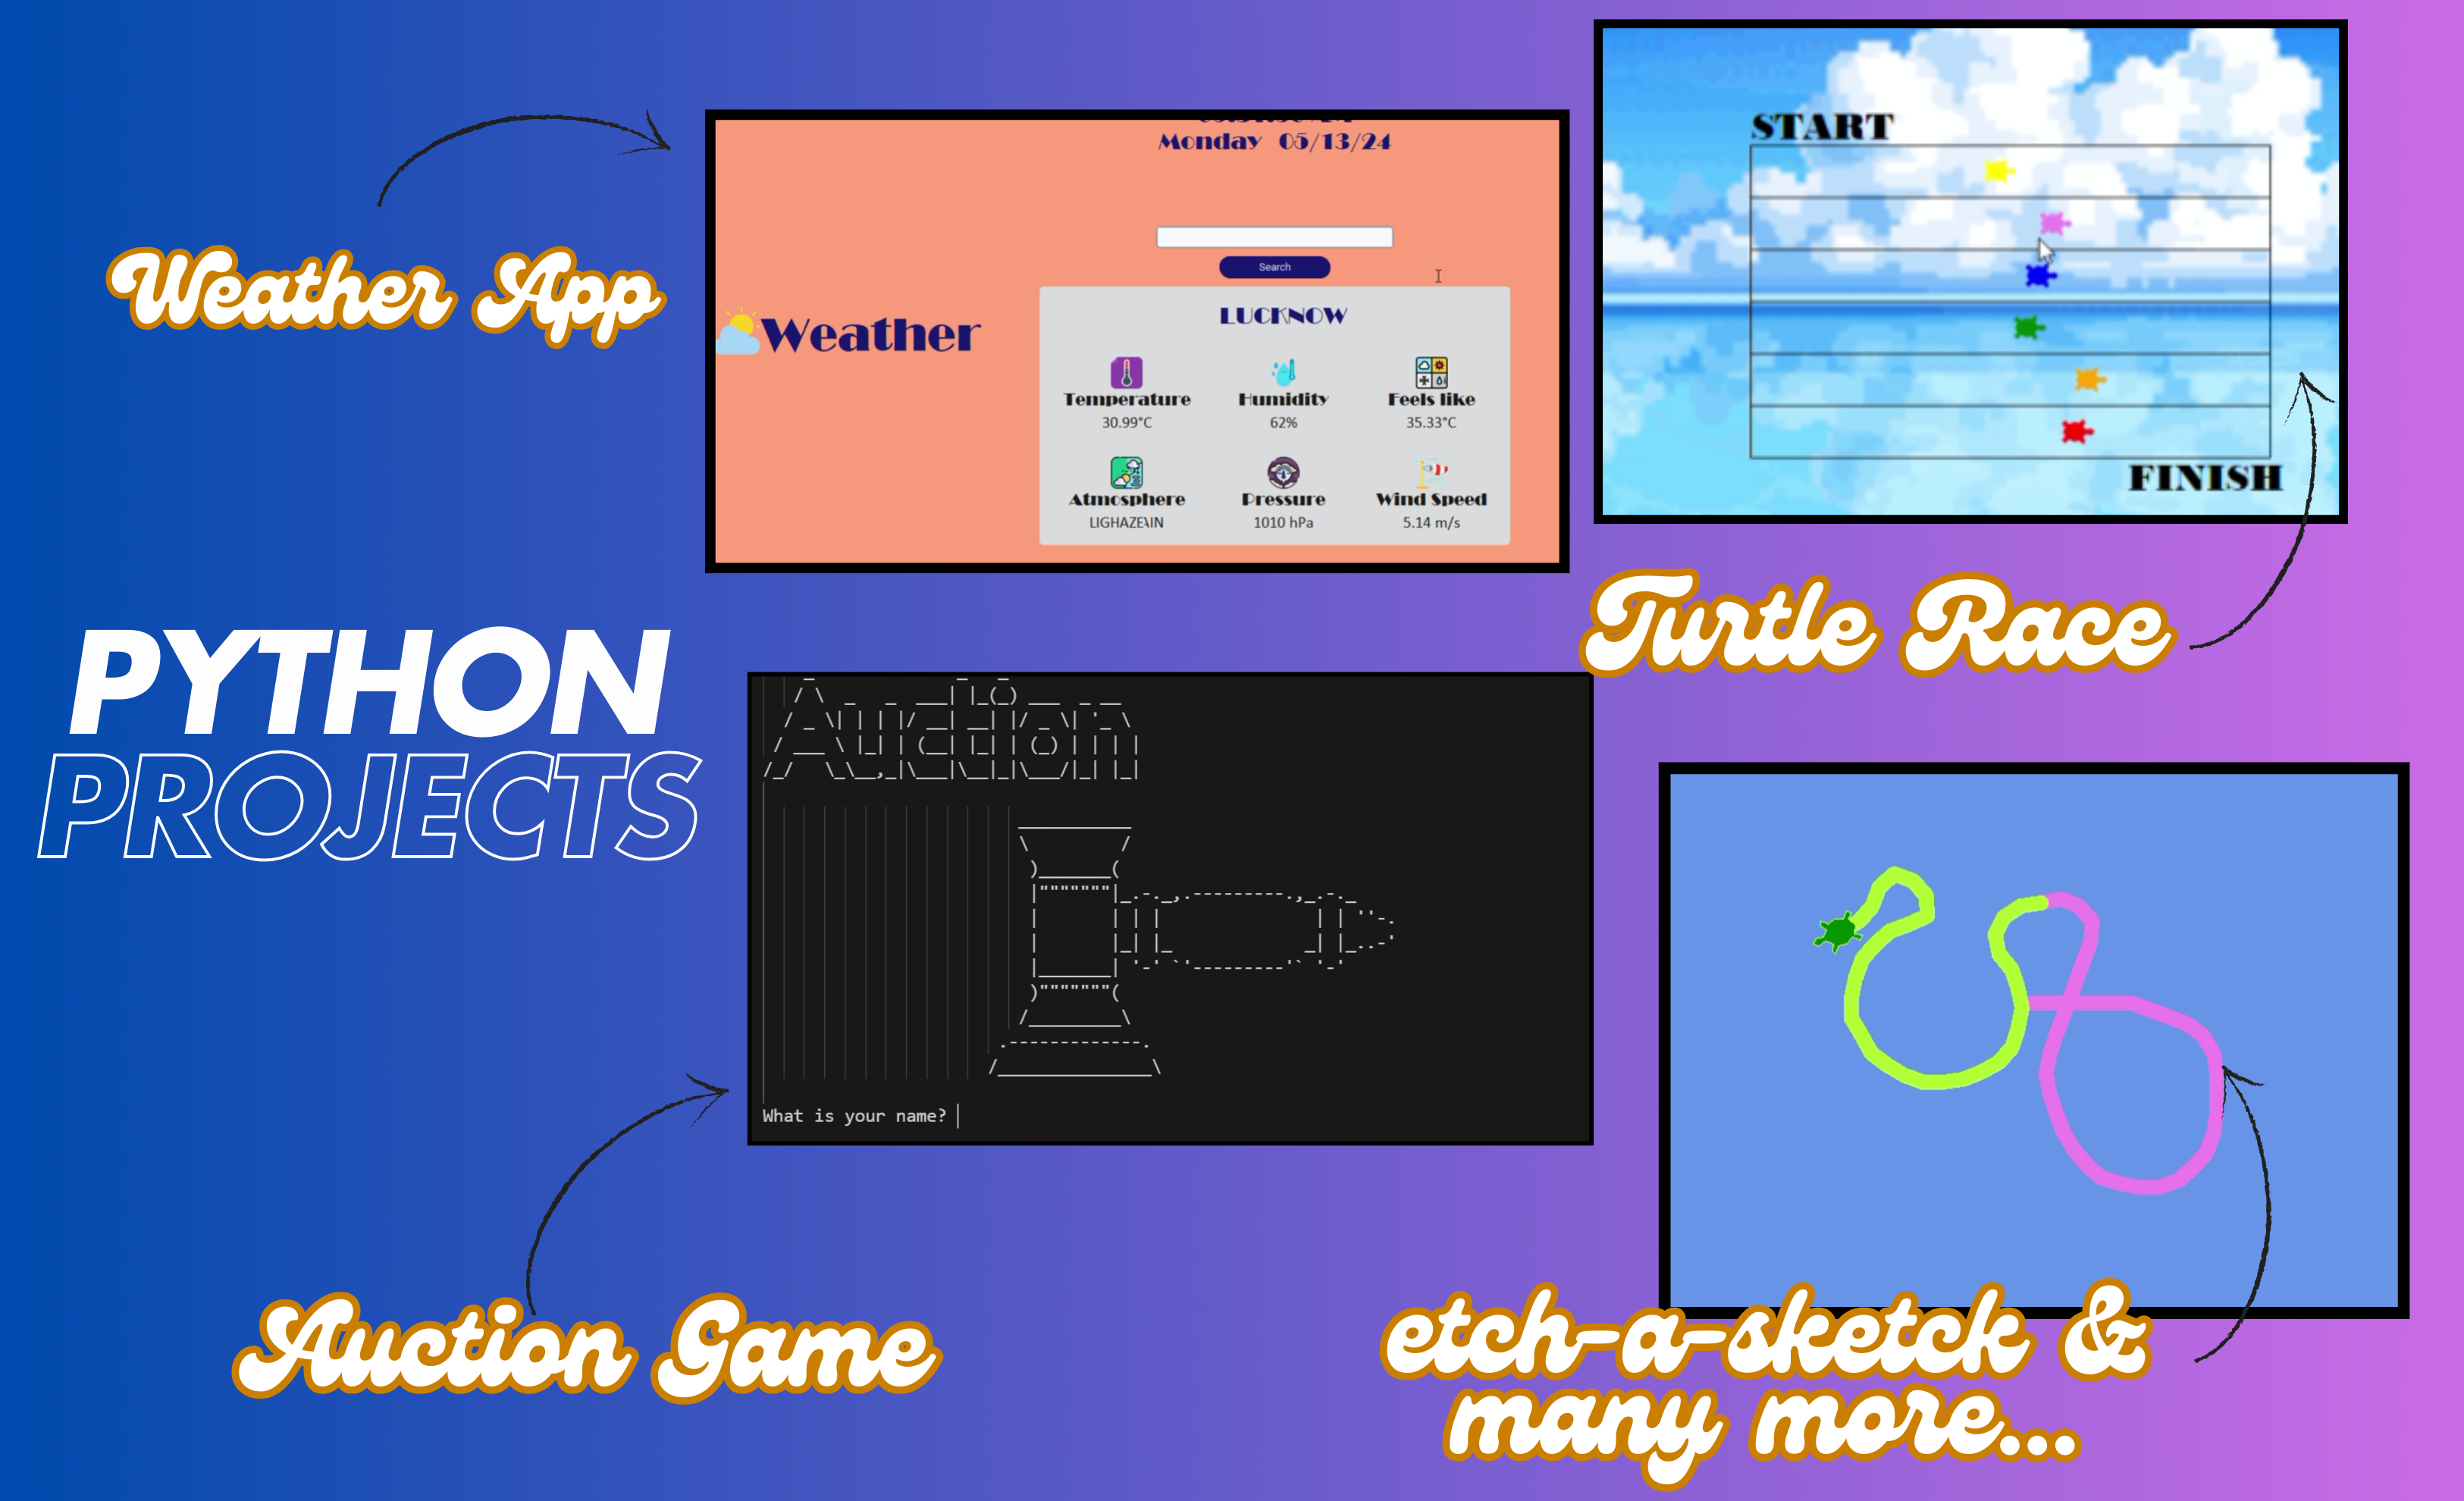 Weather App
PYTHON
PROJECTS
Monday 05/13/24
Search
Weather
LUCKNOW
Temperature Humidity Feels like
30.99°C 62% 35.33°C
Atmosphere Pressure Wind Speed
1010 hPa 5.14 m/s
START
FINISH
Turtle Race
Auction
What is your name?
Auction Game
etch-a-sketch &
many more...